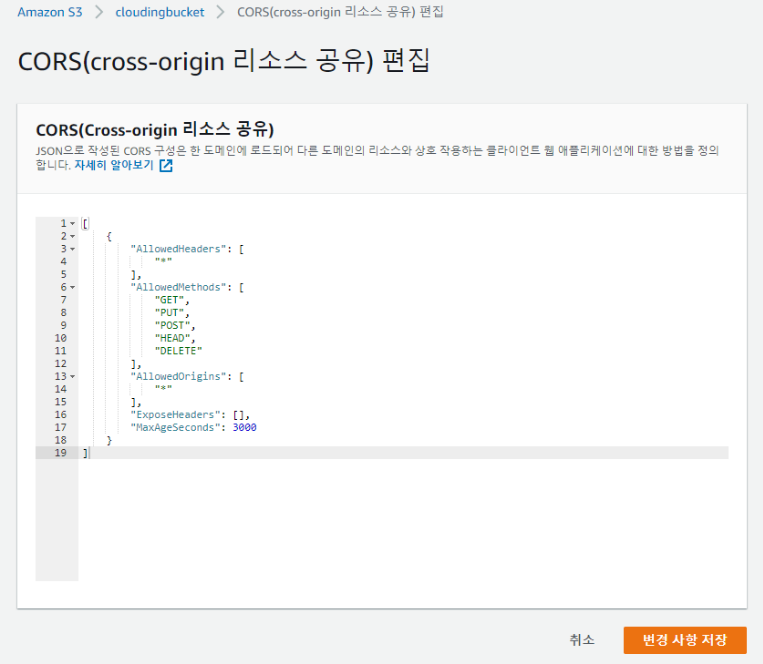 Amazon S3 > cloudingbucket > CORS(cross-origin 리소스 공유) 편집
CORS(cross-origin 리소스 공유) 편집
CORS(Cross-origin 리소스 공유)
JSON으로 작성된 CORS 구성은 한 도메인에 로드되어 다른 도메인의 리소스와 상호 작용하는 클라이언트 웹 애플리케이션에 대한 방법을 정의
합니다. 자세히 알아보기
1 [
2 {
3 "AllowedHeaders": [
4 "*"
5 ],
6 "AllowedMethods": [
7 "GET",
8 "PUT",
9 "POST",
10 "HEAD",
11 "DELETE"
12 ],
13 "AllowedOrigins": [
14 "*"
15 ],
16 "ExposeHeaders": [],
17 "MaxAgeSeconds": 3000
18 }
19 ]
취소
변경 사항 저장